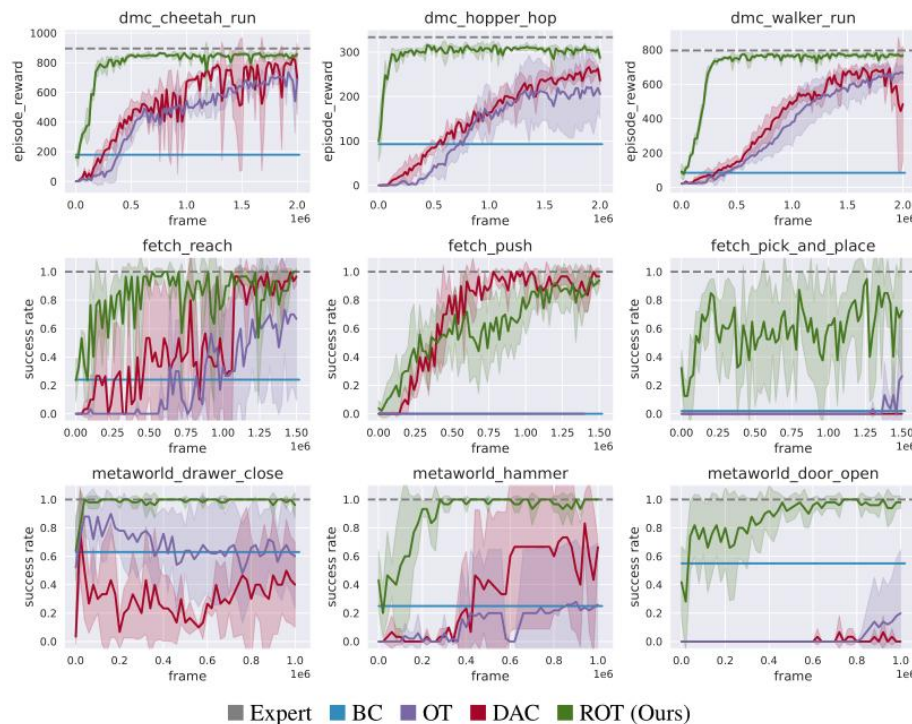 dmc_cheetah_run
dmc_hopper_hop
dmc_walker_run
episode_reward
1000
800
600
400
200
0
0.0 0.5 1.0 1.5 2.0
frame 1e6
episode_reward
300
200
100
0
0.0 0.5 1.0 1.5 2.0
frame 1e6
episode_reward
800
600
400
200
0
0.0 0.5 1.0 1.5 2.0
frame 1e6
fetch_reach
fetch_push
fetch_pick_and_place
success rate
1.0
0.8
0.6
0.4
0.2
0.0
0.00 0.25 0.50 0.75 1.00 1.25 1.50
frame 1e6
success rate
1.0
0.8
0.6
0.4
0.2
0.0
0.00 0.25 0.50 0.75 1.00 1.25 1.50
frame 1e6
success rate
1.0
0.8
0.6
0.4
0.2
0.0
0.00 0.25 0.50 0.75 1.00 1.25 1.50
frame 1e6
metaworld_drawer_close
metaworld_hammer
metaworld_door_open
success rate
1.0
0.8
0.6
0.4
0.2
0.0
0.0 0.2 0.4 0.6 0.8 1.0
frame 1e6
success rate
1.0
0.8
0.6
0.4
0.2
0.0
0.0 0.2 0.4 0.6 0.8 1.0
frame 1e6
success rate
1.0
0.8
0.6
0.4
0.2
0.0
0.0 0.2 0.4 0.6 0.8 1.0
frame 1e6
Expert BC OT DAC ROT (Ours)